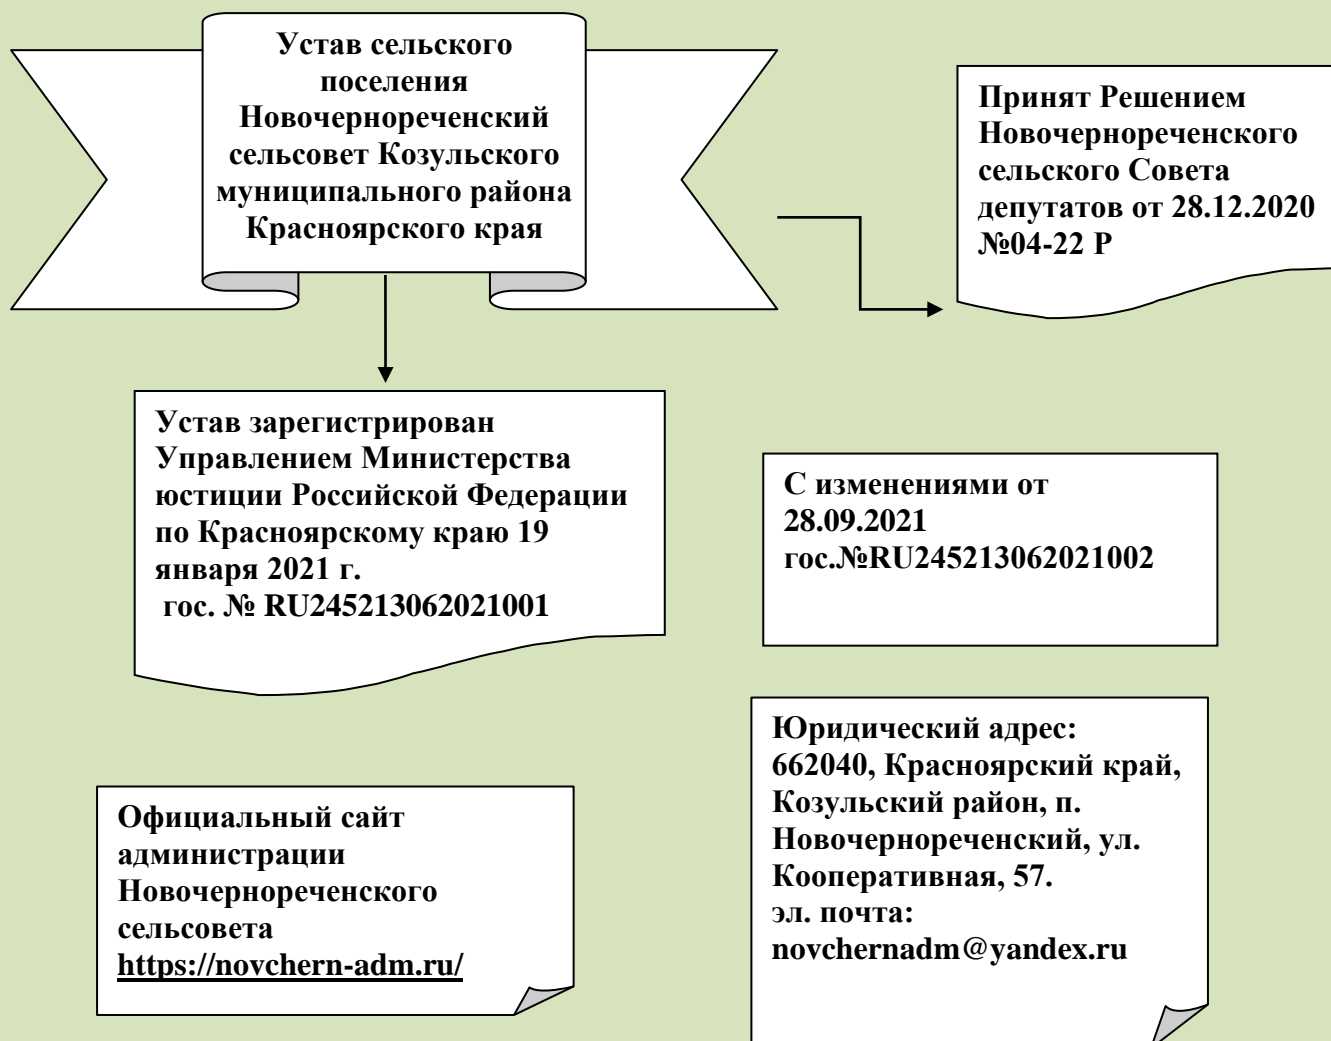 Устав сельского
поселения
Новочернореченский
сельсовет Козульского
муниципального района
Красноярского края
Принят Решением
Новочернореченского
сельского Совета
депутатов от 28.12.2020
№04-22 Р
Устав зарегистрирован
Управлением Министерства
юстиции Российской Федерации
по Красноярскому краю 19
января 2021 г.
гос. № RU245213062021001
С изменениями от
28.09.2021
гос.№RU245213062021002
Юридический адрес:
662040, Красноярский край,
Козульский район, п.
Новочернореченский, ул.
Кооперативная, 57.
эл. почта:
novchernadm@yandex.ru
Официальный сайт
администрации
Новочернореченского
сельсовета
https://novchern-adm.ru/